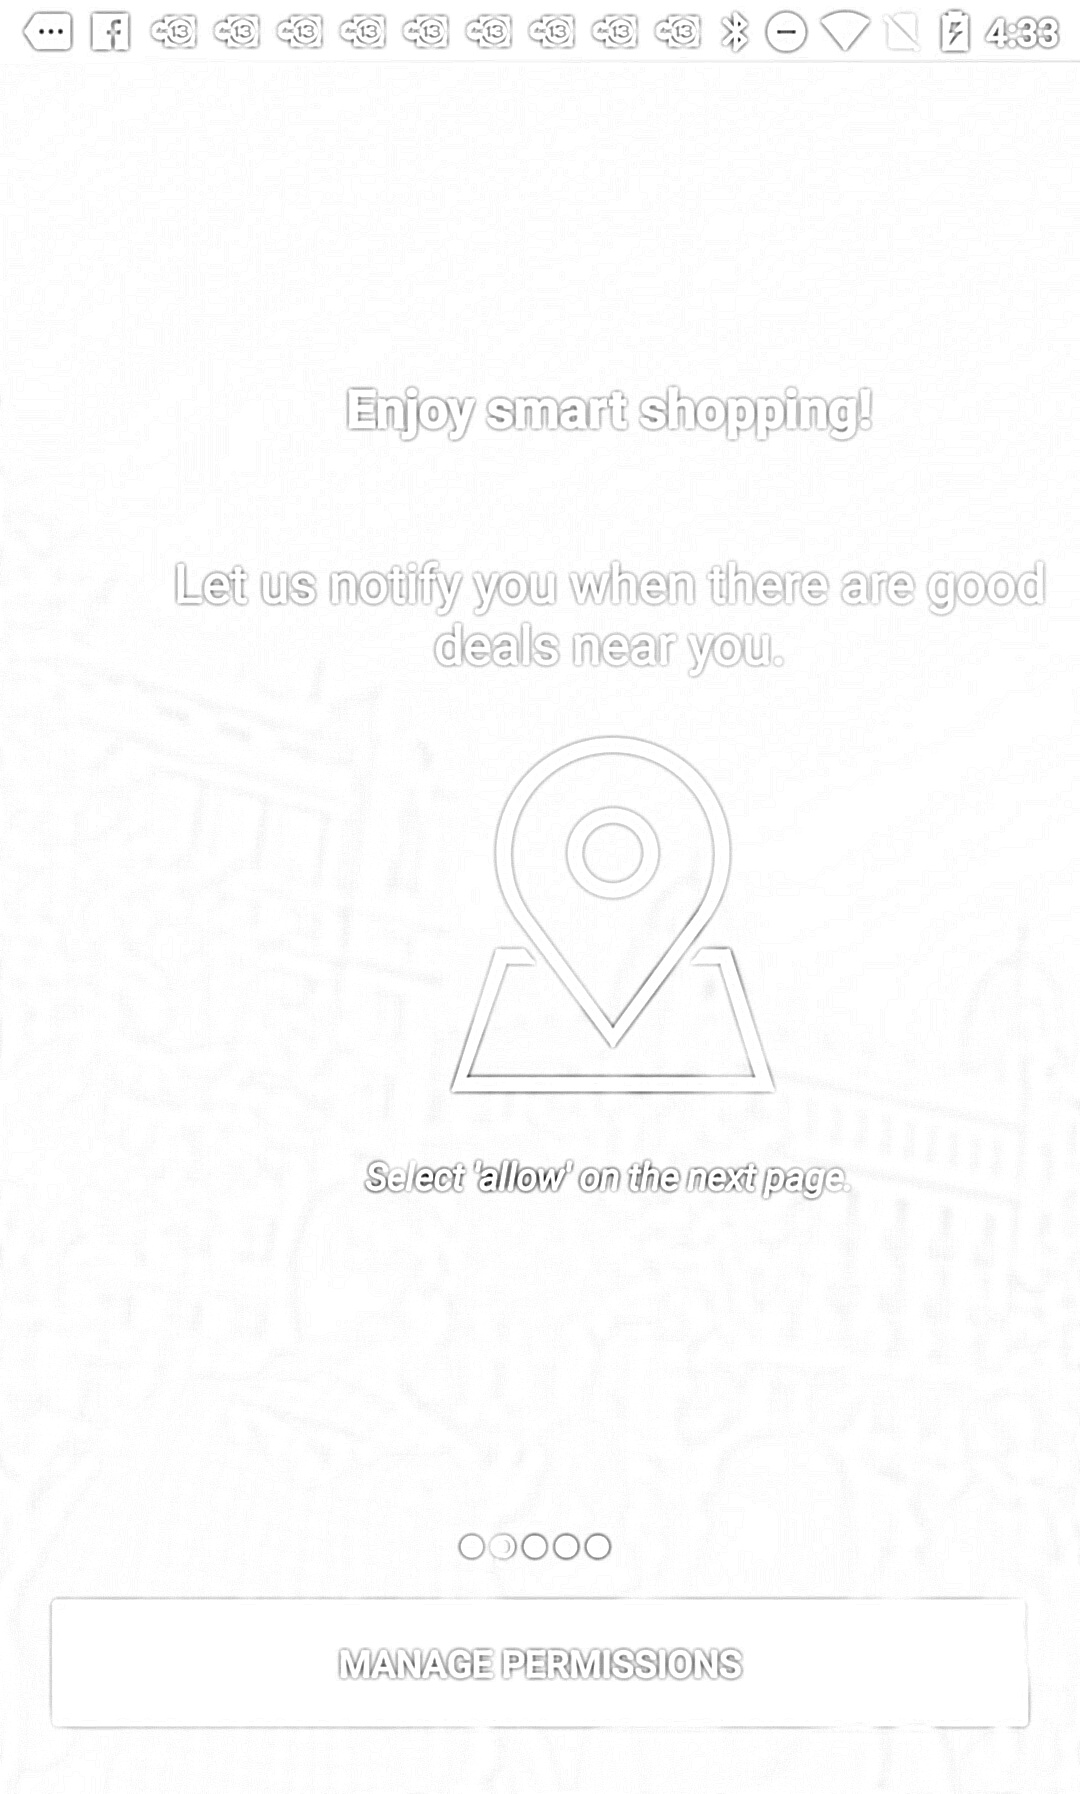 4:33
Enjoy smart shopping!
Let us notify you when there are good
deals near you.
Select 'allow' on the next page.
MANAGE PERMISSIONS